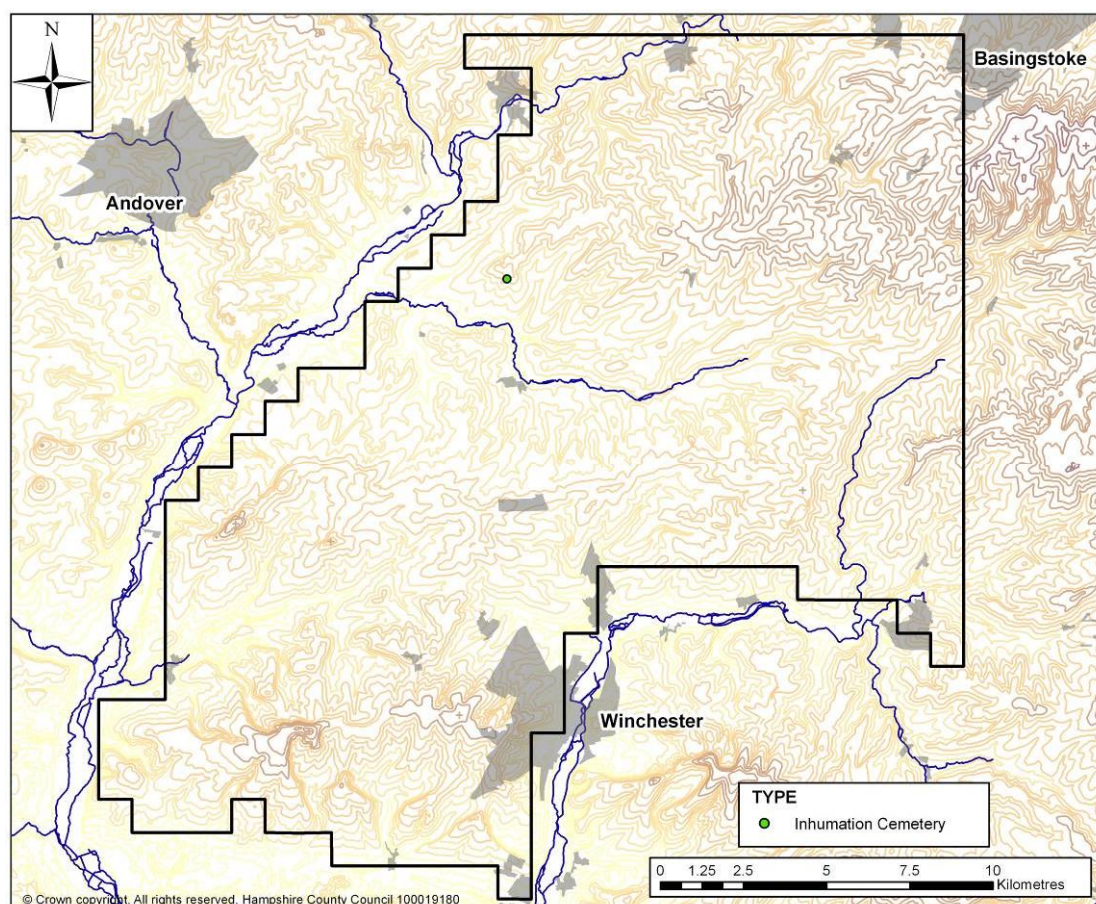 N
Basingstoke
Andover
Winchester
TYPE
Inhumation Cemetery
0 1.25 2.5 5 7.5 10
Kilometres
© Crown copyright. All rights reserved. Hampshire County Council 100019180